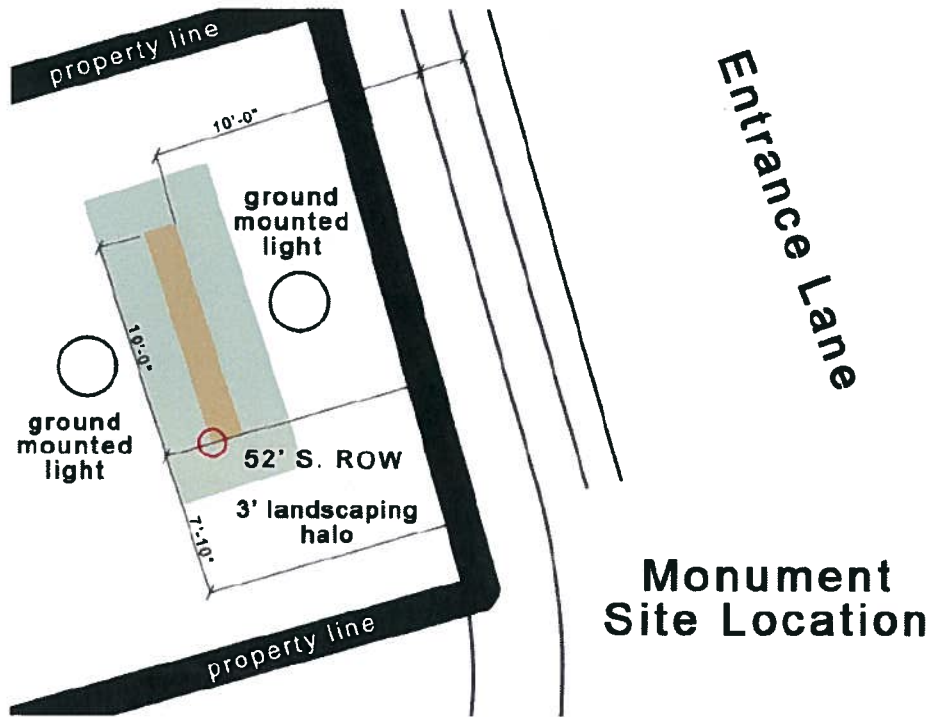 property line
10'-0"
Entrance Lane
ground
mounted
light
10'-0"
ground
mounted
light
52' S. ROW
3' landscaping
halo
7'-10"
Monument
Site Location
property line